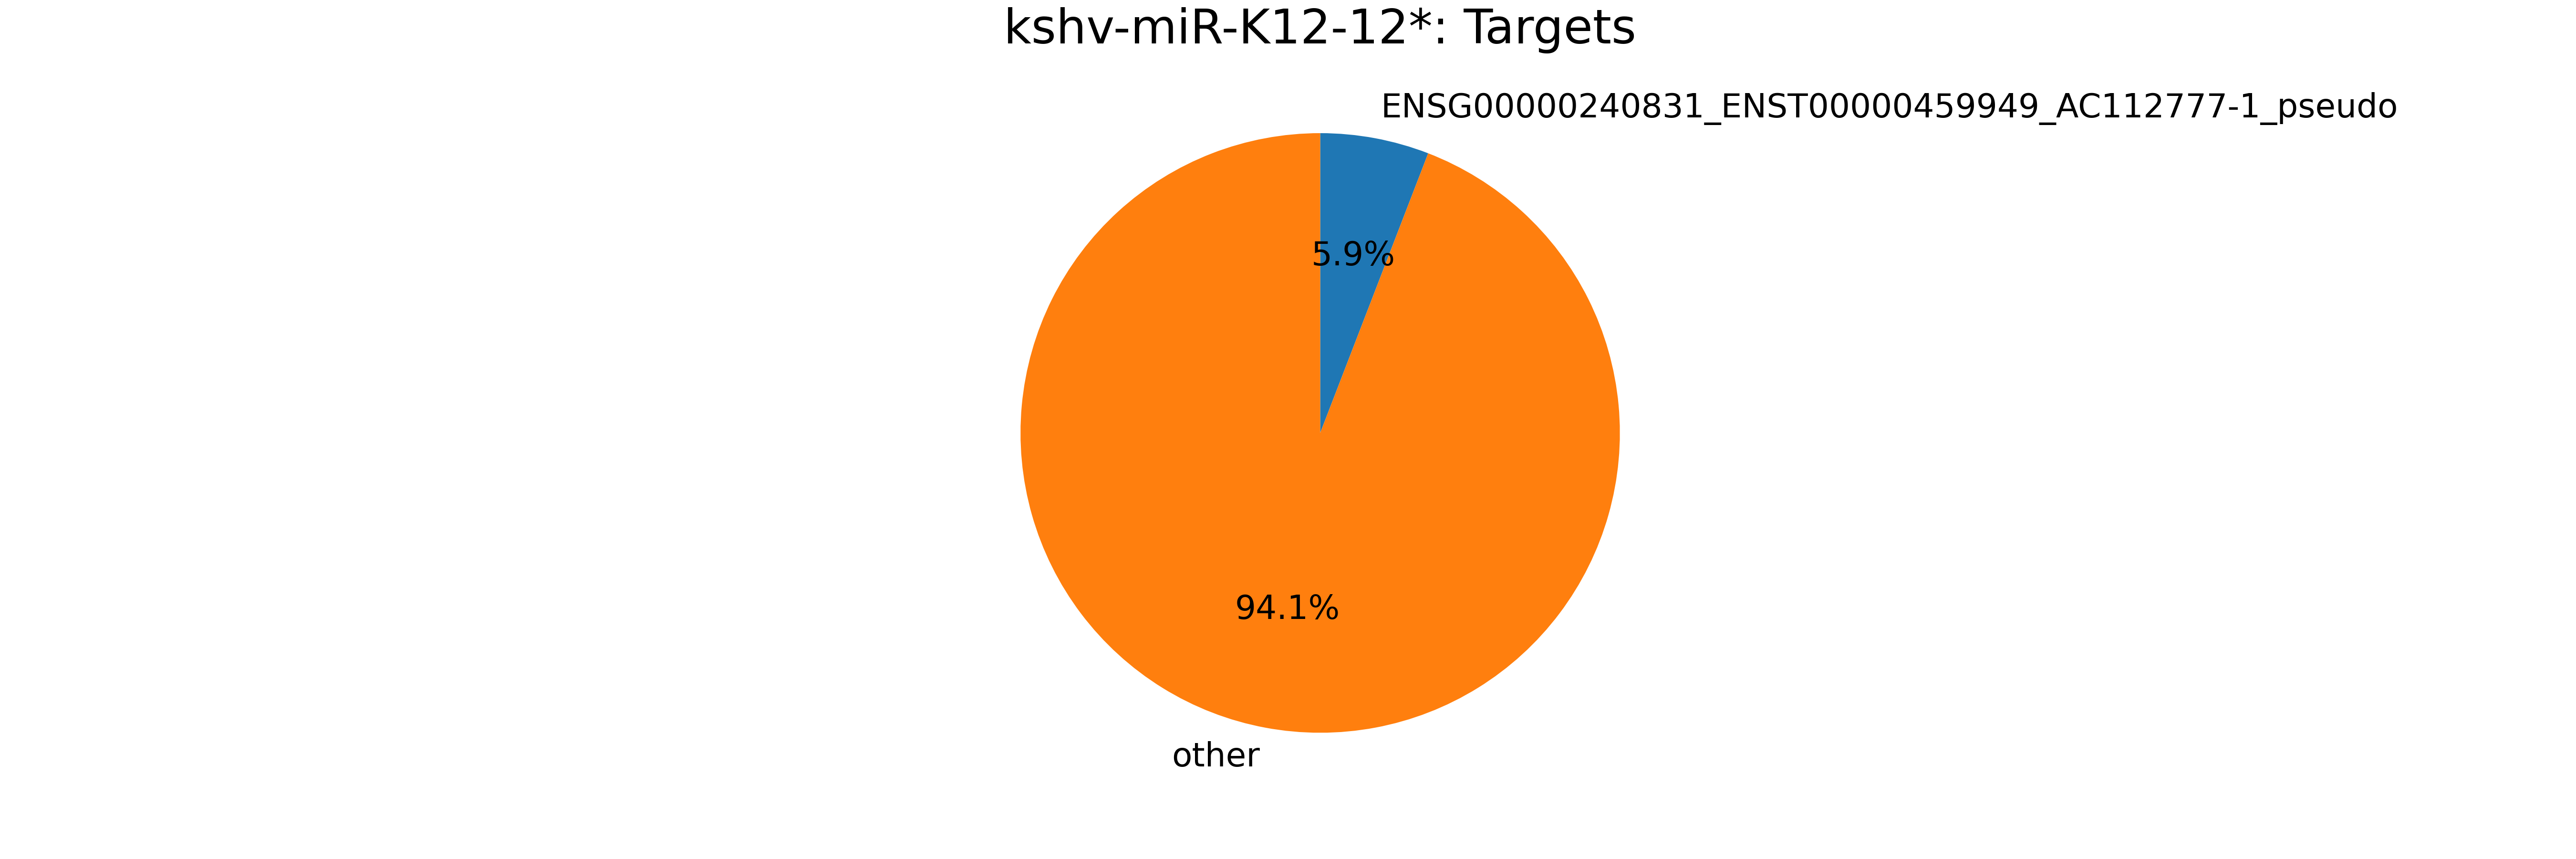 kshv-miR-K12-12*: Targets
ENSG00000240831_ENST00000459949_AC112777-1_pseudo
5.9%
94.1%
other